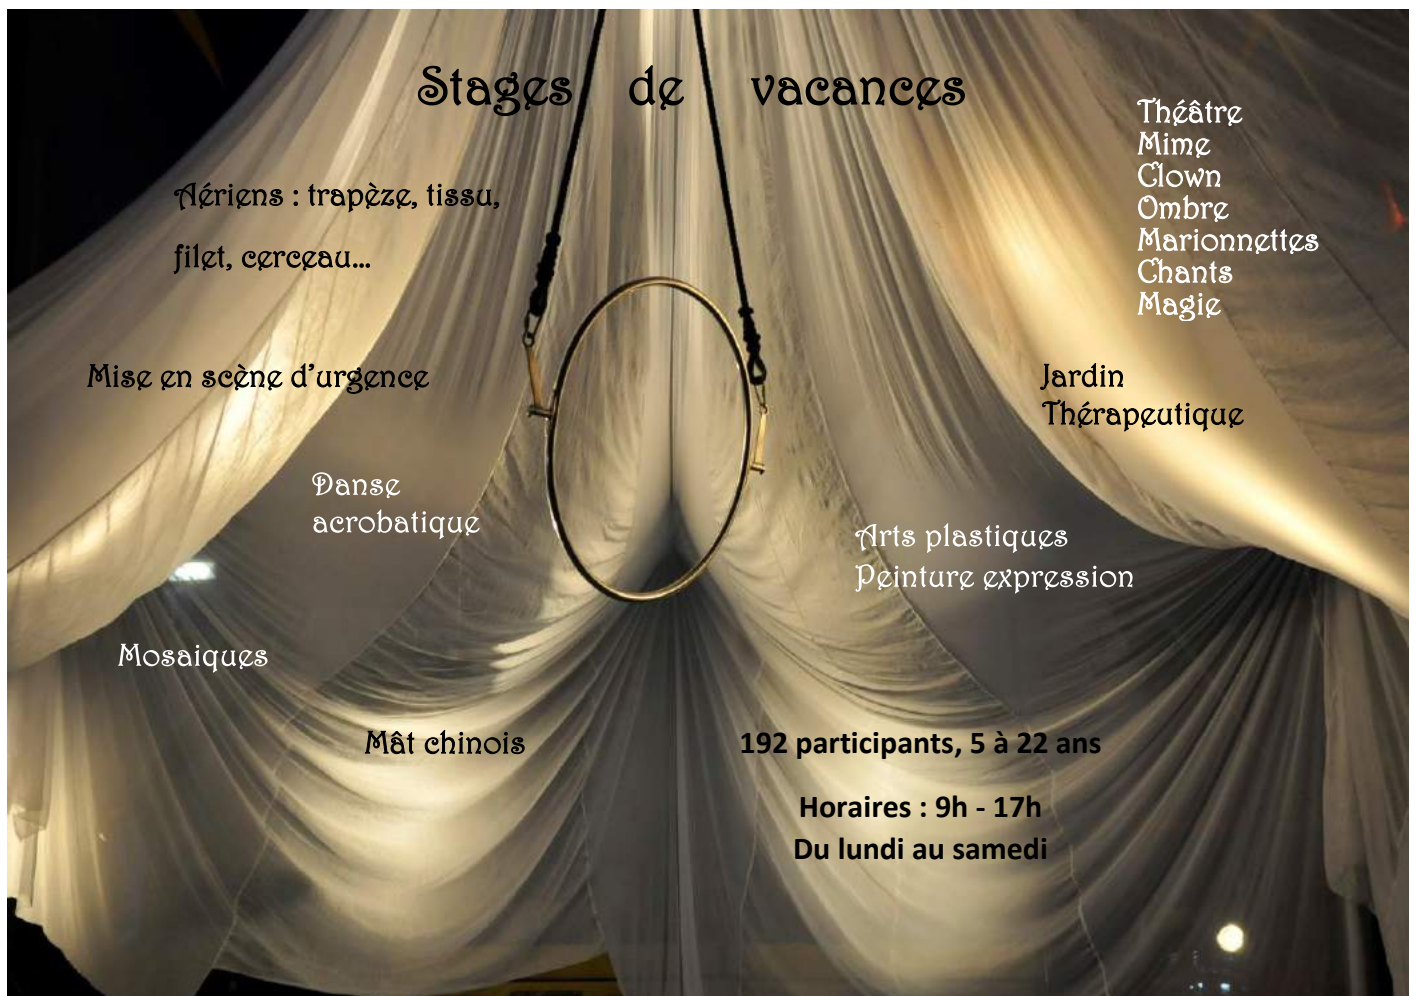 Stages de vacances
Théâtre
Mime
Clown
Ombre
Marionnettes
Chants
Magie
Aériens : trapèze, tissu,
filet, cerceau…
Mise en scène d’urgence
Jardin
Thérapeutique
Danse
acrobatique
Arts plastiques
Peinture expression
Mosaiques
Mât chinois
192 participants, 5 à 22 ans
Horaires : 9h - 17h
Du lundi au samedi